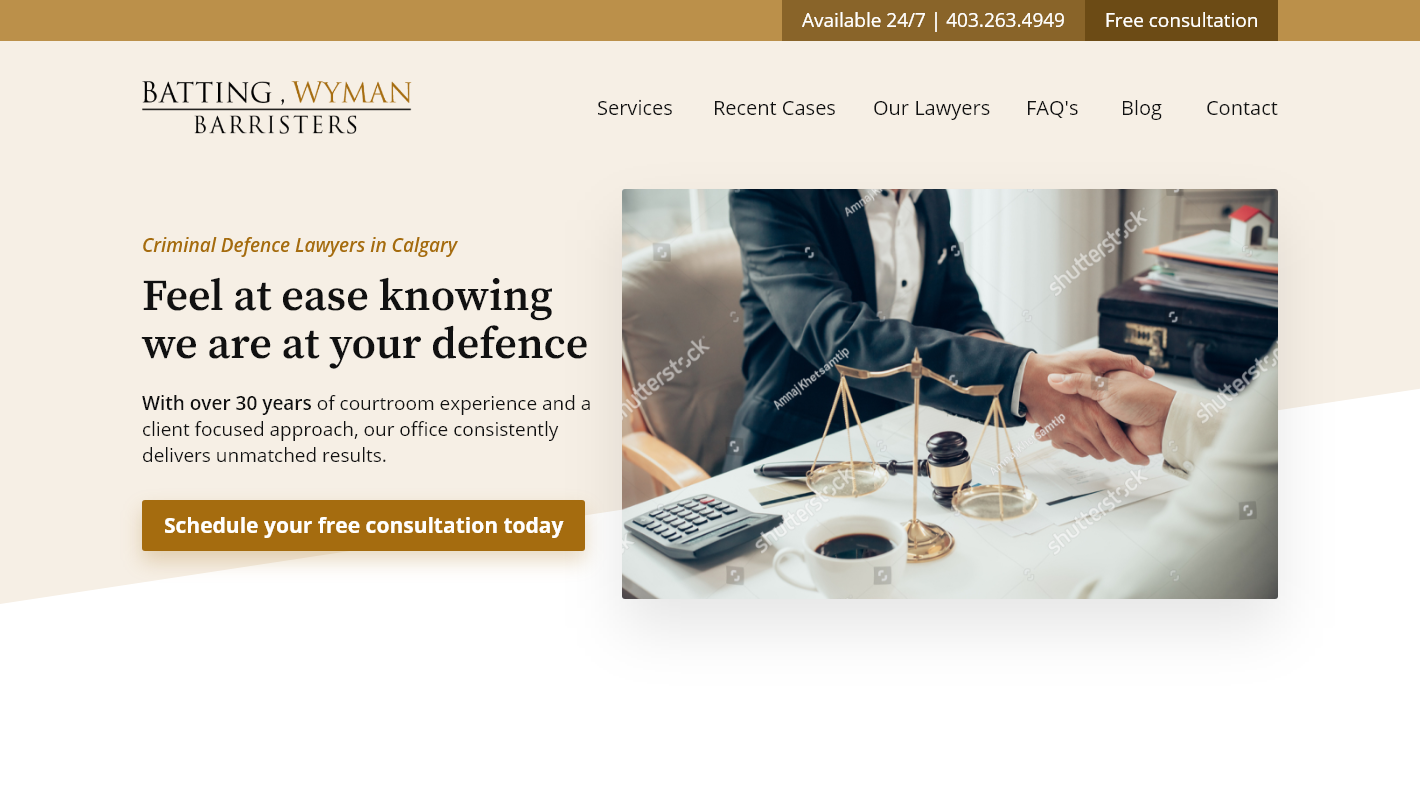 Available 24/7 | 403.263.4949
Free consultation
BATTING , WYMAN
BARRISTERS
Services
Recent Cases
Our Lawyers
FAQ's
Blog
Contact
Criminal Defence Lawyers in Calgary
Feel at ease knowing
we are at your defence
With over 30 years of courtroom experience and a
client focused approach, our office consistently
delivers unmatched results.
Schedule your free consultation today
shutterstock
shutterstock
shutterstock
shutterstock
shutterstock
Amnaj Khetsamtip